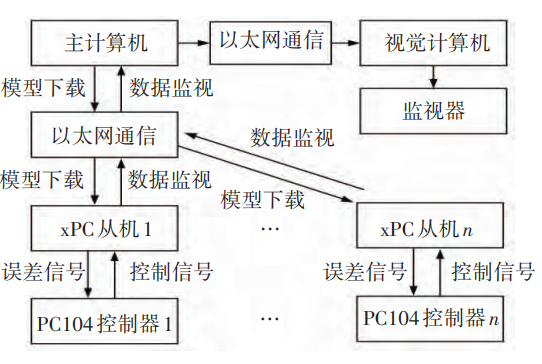 主计算机
以太网通信
视觉计算机
模型下载
数据监视
监视器
以太网通信
数据监视
模型下载
数据监视
模型下载
xPC从机1
…
xPC从机n
误差信号
控制信号
误差信号
控制信号
PC104控制器1
…
PC104控制器n